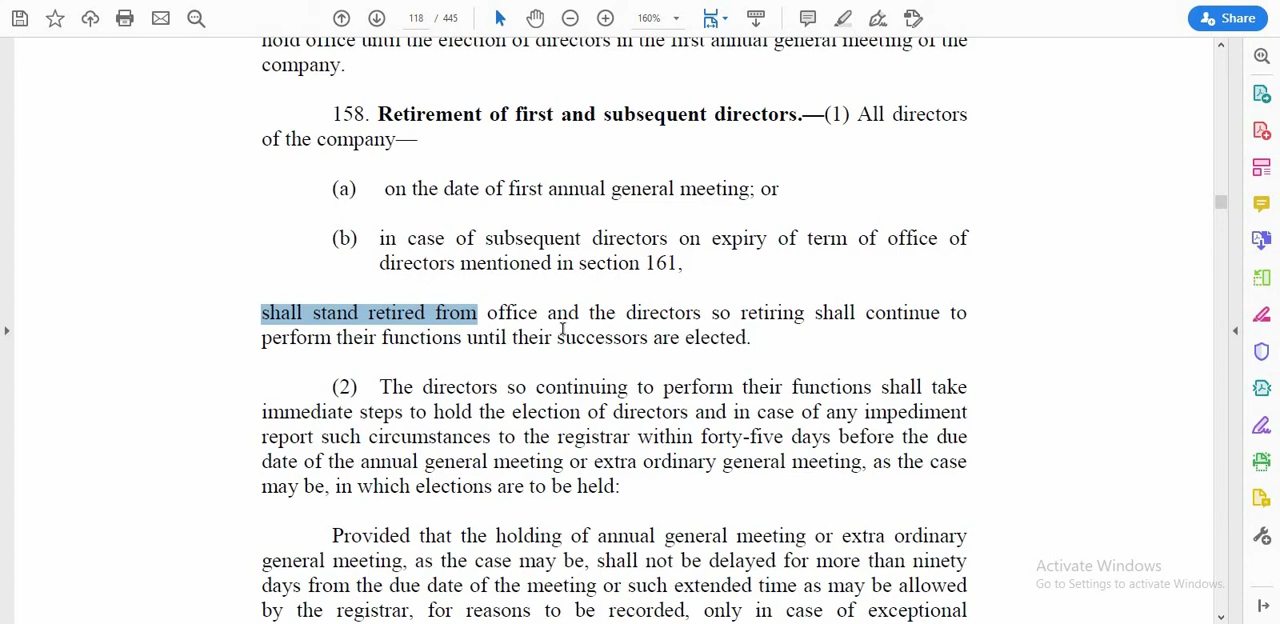 118 / 445
160%
Share
hold office until the election of directors in the first annual general meeting of the
company.
158. Retirement of first and subsequent directors.—(1) All directors
of the company—
(a) on the date of first annual general meeting; or
(b) in case of subsequent directors on expiry of term of office of
directors mentioned in section 161,
shall stand retired from office and the directors so retiring shall continue to
perform their functions until their successors are elected.
(2) The directors so continuing to perform their functions shall take
immediate steps to hold the election of directors and in case of any impediment
report such circumstances to the registrar within forty-five days before the due
date of the annual general meeting or extra ordinary general meeting, as the case
may be, in which elections are to be held:
Provided that the holding of annual general meeting or extra ordinary
general meeting, as the case may be, shall not be delayed for more than ninety
days from the due date of the meeting or such extended time as may be allowed
by the registrar, for reasons to be recorded, only in case of exceptional
Activate Windows
Go to Settings to activate Windows.